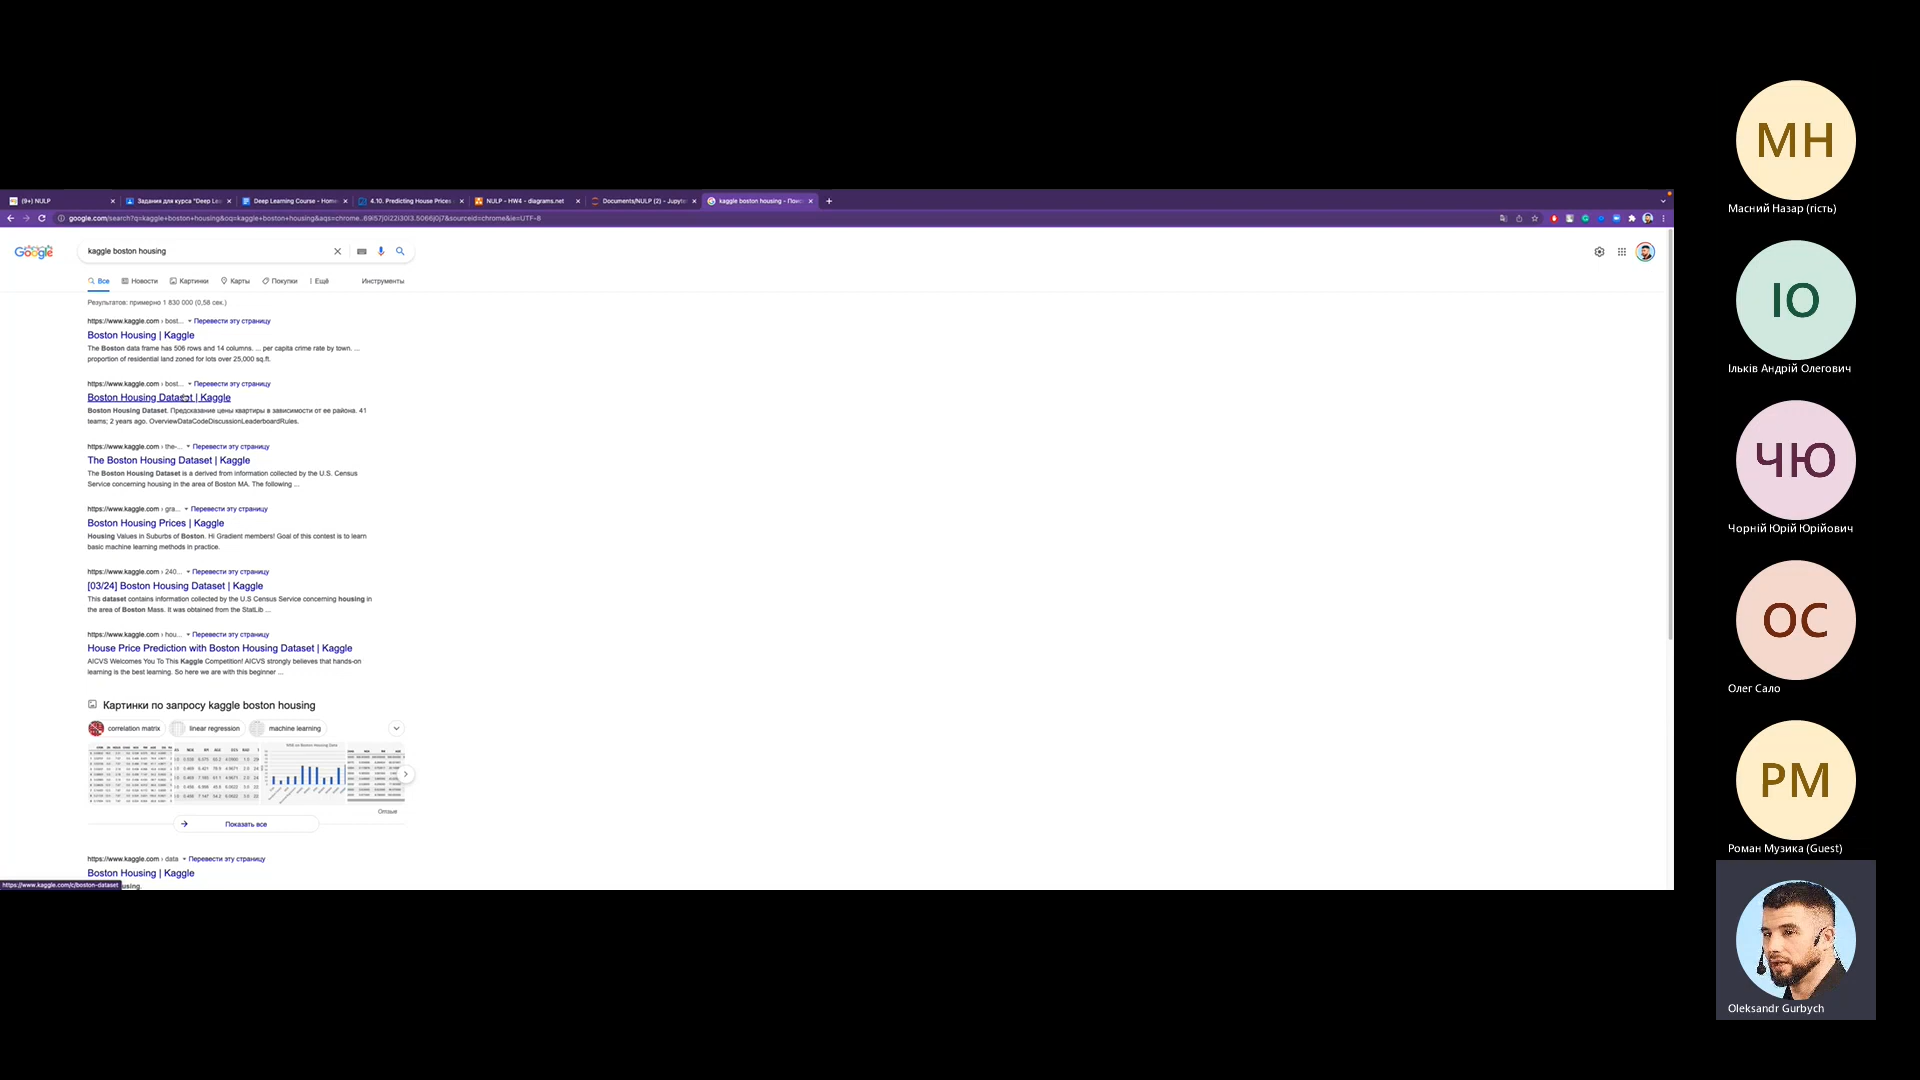 (9+) NULP
Задания для курса "Deep Lea
Deep Learning Course - Home
4.10. Predicting House Prices
NULP - HW4 - diagrams.net
Documents/NULP (2) - Jupyte
kaggle boston housing - Поис
google.com/search?q=kaggle+boston+housing&oq=kaggle+boston+housing&aqs=chrome..69i57j0i22i30l3.5066j0j7&sourceid=chrome&ie=UTF-8
Google
kaggle boston housing
Все
Новости
Картинки
Карты
Покупки
Ещё
Инструменты
Результатов: примерно 1 830 000 (0,58 сек.)
https://www.kaggle.com › bost... Перевести эту страницу
Boston Housing | Kaggle
The Boston data frame has 506 rows and 14 columns. ... per capita crime rate by town. ...
proportion of residential land zoned for lots over 25,000 sq.ft.
https://www.kaggle.com › bost... Перевести эту страницу
Boston Housing Dataset | Kaggle
Boston Housing Dataset. Предсказание цены квартиры в зависимости от ее района. 41
teams; 2 years ago. OverviewDataCodeDiscussionLeaderboardRules.
https://www.kaggle.com › the-... Перевести эту страницу
The Boston Housing Dataset | Kaggle
The Boston Housing Dataset is a derived from information collected by the U.S. Census
Service concerning housing in the area of Boston MA. The following ...
https://www.kaggle.com › gra... Перевести эту страницу
Boston Housing Prices | Kaggle
Housing Values in Suburbs of Boston. Hi Gradient members! Goal of this contest is to learn
basic machine learning methods in practice.
https://www.kaggle.com › 240... Перевести эту страницу
[03/24] Boston Housing Dataset | Kaggle
This dataset contains information collected by the U.S Census Service concerning housing in
the area of Boston Mass. It was obtained from the StatLib ...
https://www.kaggle.com › hou... Перевести эту страницу
House Price Prediction with Boston Housing Dataset | Kaggle
AICVS Welcomes You To This Kaggle Competition! AICVS strongly believes that hands-on
learning is the best learning. So here we are with this beginner ...
Картинки по запросу kaggle boston housing
correlation matrix
linear regression
machine learning
Отзыв
Показать все
https://www.kaggle.com › data Перевести эту страницу
Boston Housing | Kaggle
https://www.kaggle.com/c/boston-dataset
using.
МН
Масний Назар (гість)
ІО
Ільків Андрій Олегович
ЧЮ
Чорній Юрій Юрійович
ОС
Олег Сало
РМ
Роман Музика (Guest)
Oleksandr Gurbych